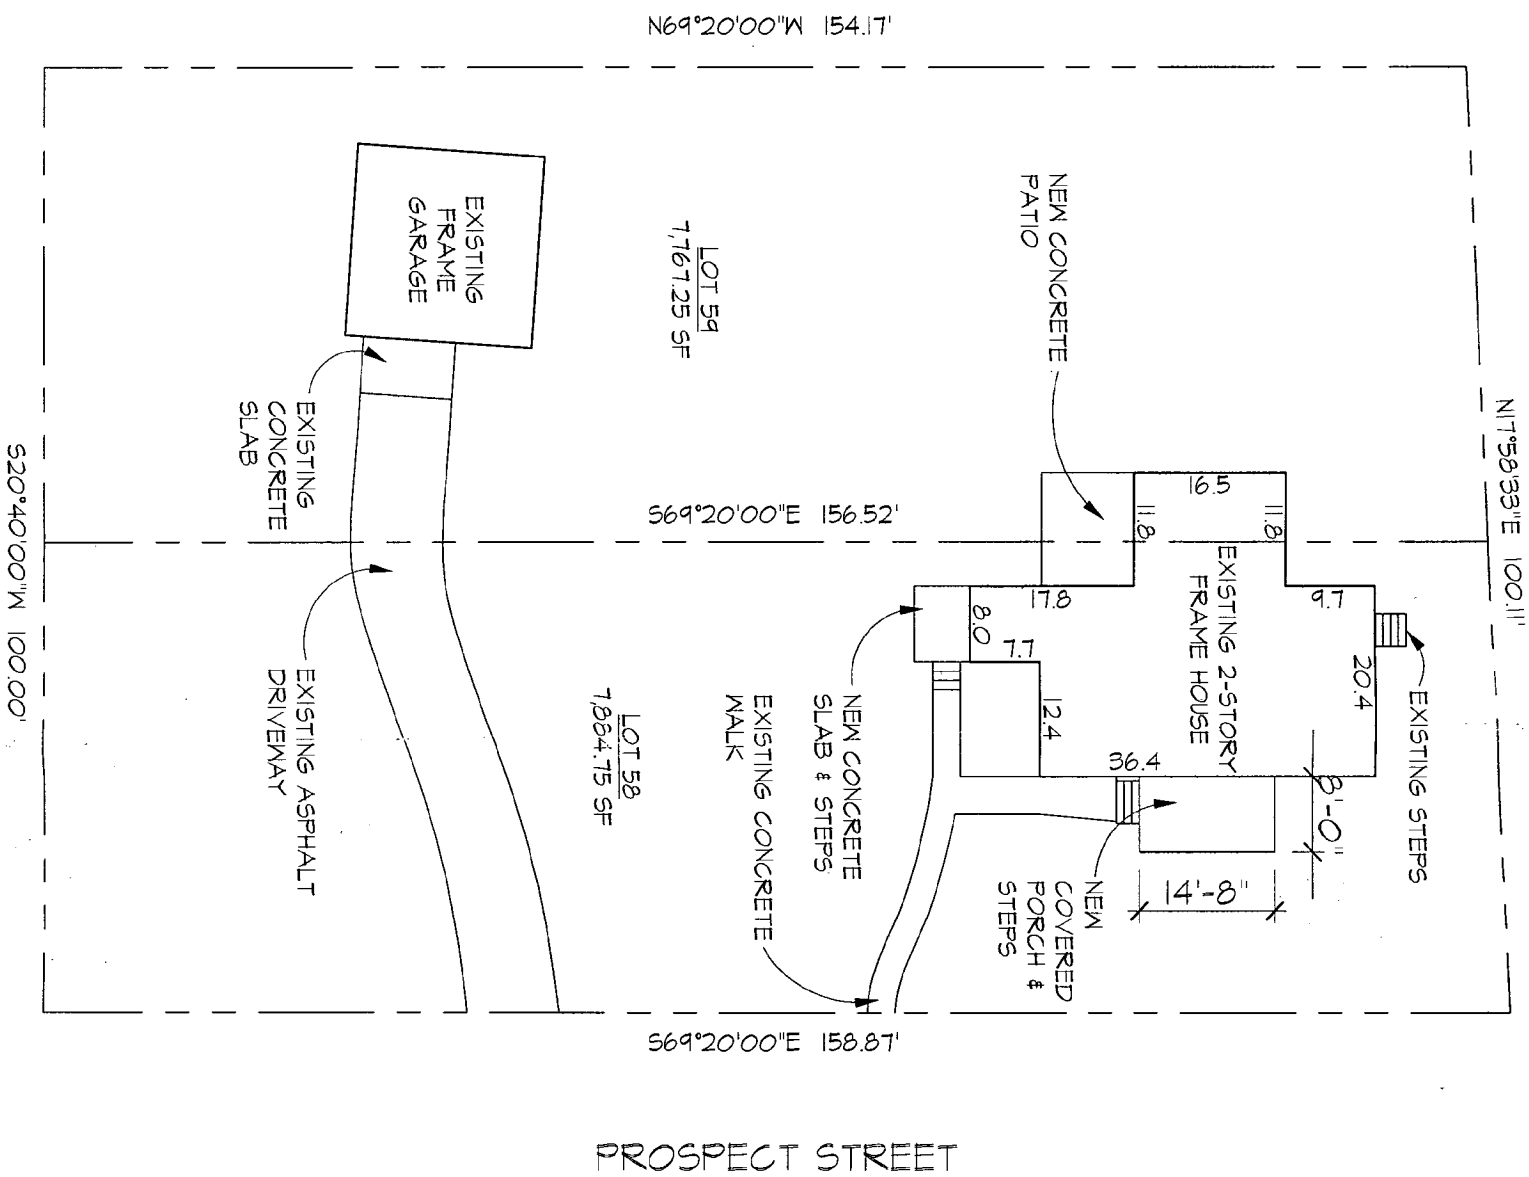 N69°20'00"W 154.17'
EXISTING
FRAME
GARAGE
LOT 59
7,767.25 SF
NEW CONCRETE
PATIO
N17°58'33"E 100.11'
EXISTING
CONCRETE
SLAB
S20°40'00"W 100.00'
S69°20'00"E 156.52'
16.5
11.8
11.8
EXISTING 2-STORY
FRAME HOUSE
17.8
9.7
8.0
7.7
20.4
12.4
36.4
EXISTING STEPS
8'-0"
14'-8"
EXISTING ASPHALT
DRIVEWAY
LOT 58
7,884.75 SF
EXISTING CONCRETE
WALK
NEW CONCRETE
SLAB & STEPS
NEW
COVERED
PORCH &
STEPS
S69°20'00"E 158.87'
PROSPECT STREET